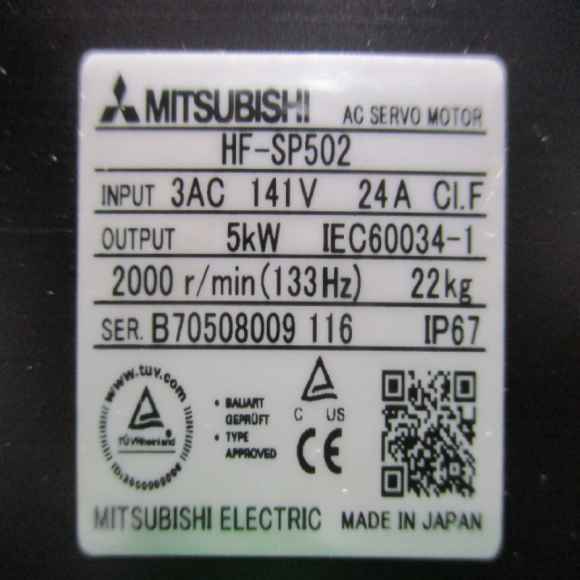 MITSUBISHI AC SERVO MOTOR
HF-SP502
INPUT 3AC 141V 24A CI.F
OUTPUT 5kW IEC60034-1
2000 r/min(133Hz) 22kg
SER. B70508009 116 IP67
www.tuv.com
TÜVRheinland
• BAUART
GEPRÜFT
• TYPE
APPROVED
C US
CE
MITSUBISHI ELECTRIC MADE IN JAPAN